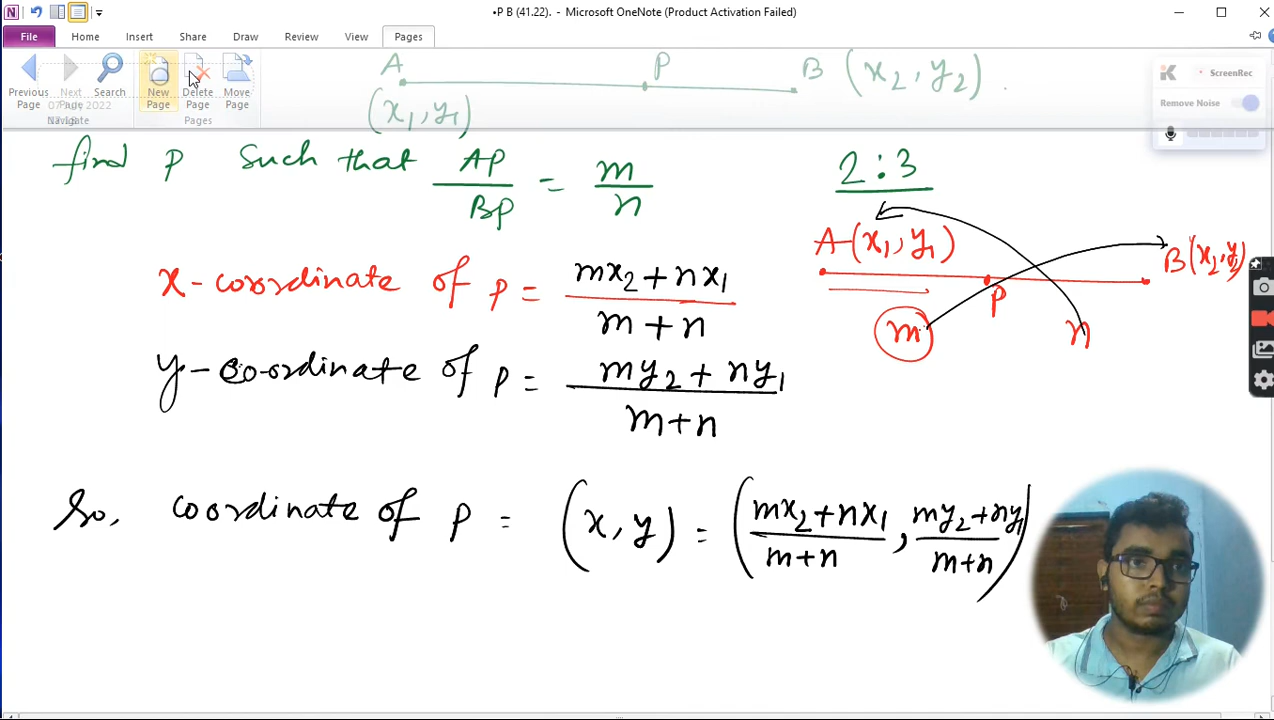 •P B (41.22). - Microsoft OneNote (Product Activation Failed)
File Home Insert Share Draw Review View Pages
Previous Page Next Page Search New Page Delete Page Move Page
Navigate Pages
ScreenRec
Remove Noise
A P B (x₂, y₂)
(x₁, y₁)
find P Such that AP/BP = m/n
2:3
A (x₁, y₁) P B (x₂, y₂)
m n
x-coordinate of P = (mx₂ + nx₁)/(m + n)
y-coordinate of P = (my₂ + ny₁)/(m+n)
So, coordinate of P = (x, y) = ((mx₂+nx₁)/(m+n), (my₂+ny₁)/(m+n))